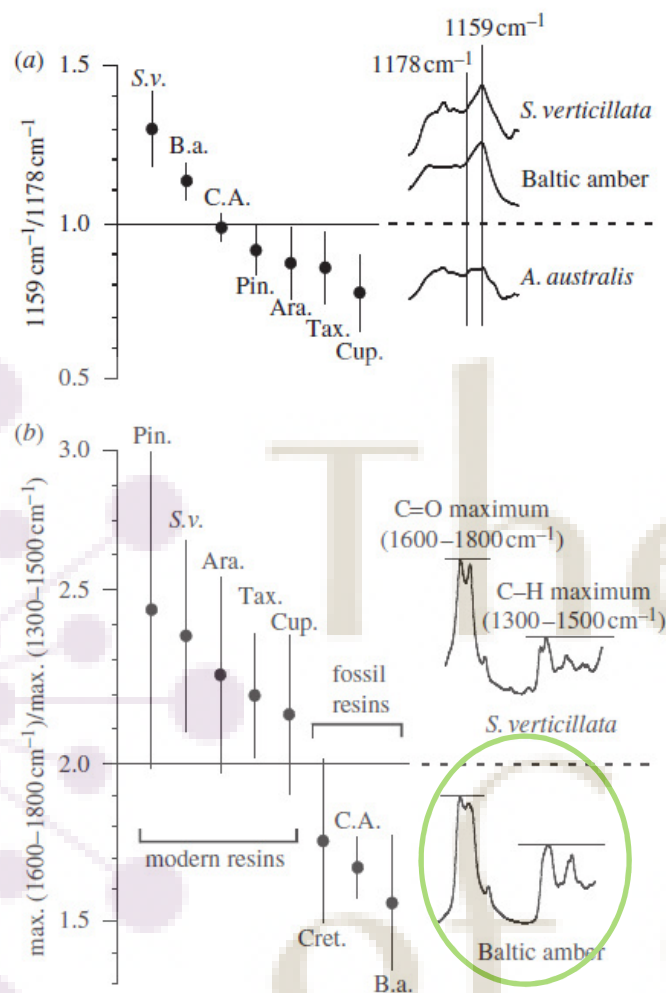 (a)
1.5
1.0
0.5
1159 cm⁻¹/1178 cm⁻¹
S.v.
B.a.
C.A.
Pin.
Ara.
Tax.
Cup.
1159 cm⁻¹
1178 cm⁻¹
S. verticillata
Baltic amber
A. australis
(b)
3.0
2.5
2.0
1.5
max. (1600–1800 cm⁻¹)/max. (1300–1500 cm⁻¹)
Pin.
S.v.
Ara.
Tax.
Cup.
modern resins
fossil
resins
Cret.
C.A.
B.a.
C=O maximum
(1600–1800 cm⁻¹)
C–H maximum
(1300–1500 cm⁻¹)
S. verticillata
Baltic amber
The
of